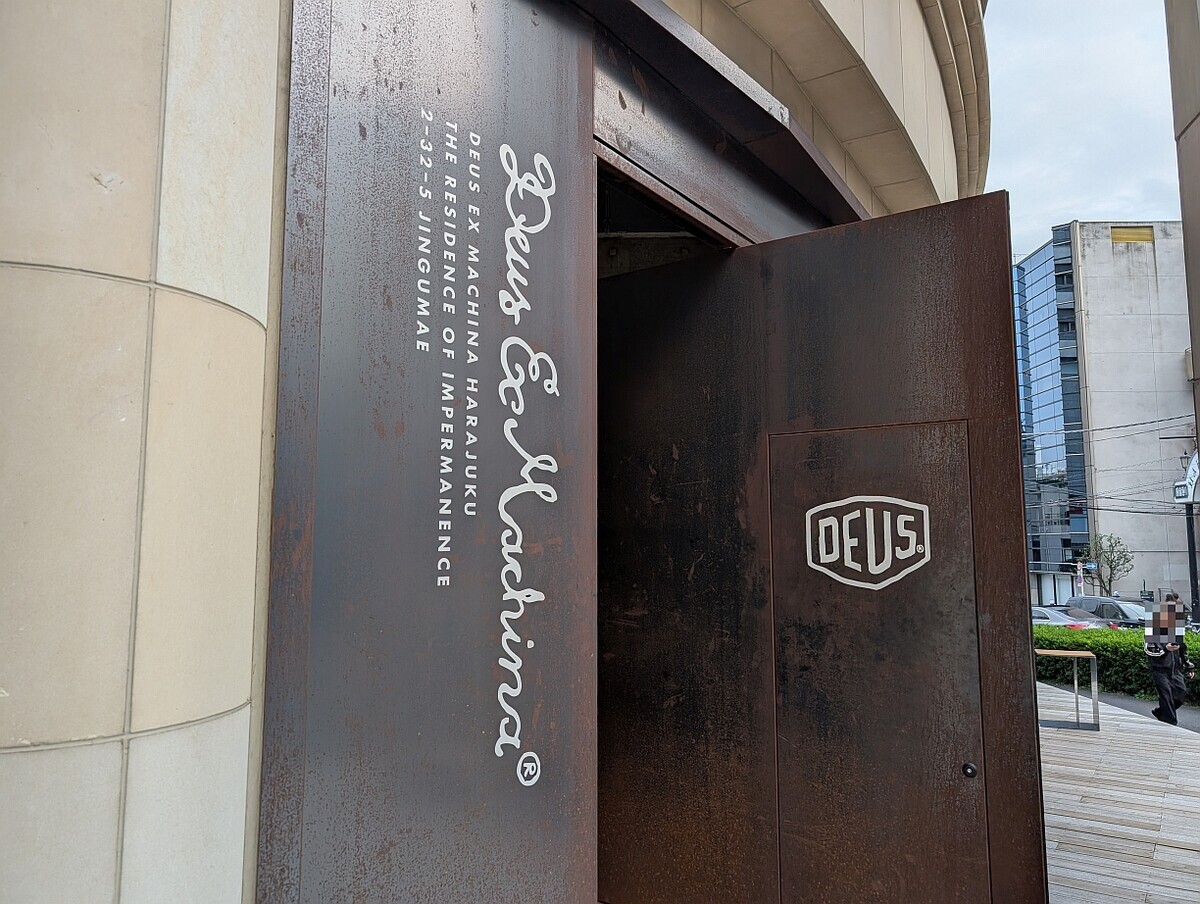 Deus Ex Machina®
DEUS EX MACHINA HARAJUKU
THE RESIDENCE OF IMPERMANENCE
2-32-5 JINGUMAE
DEUS®